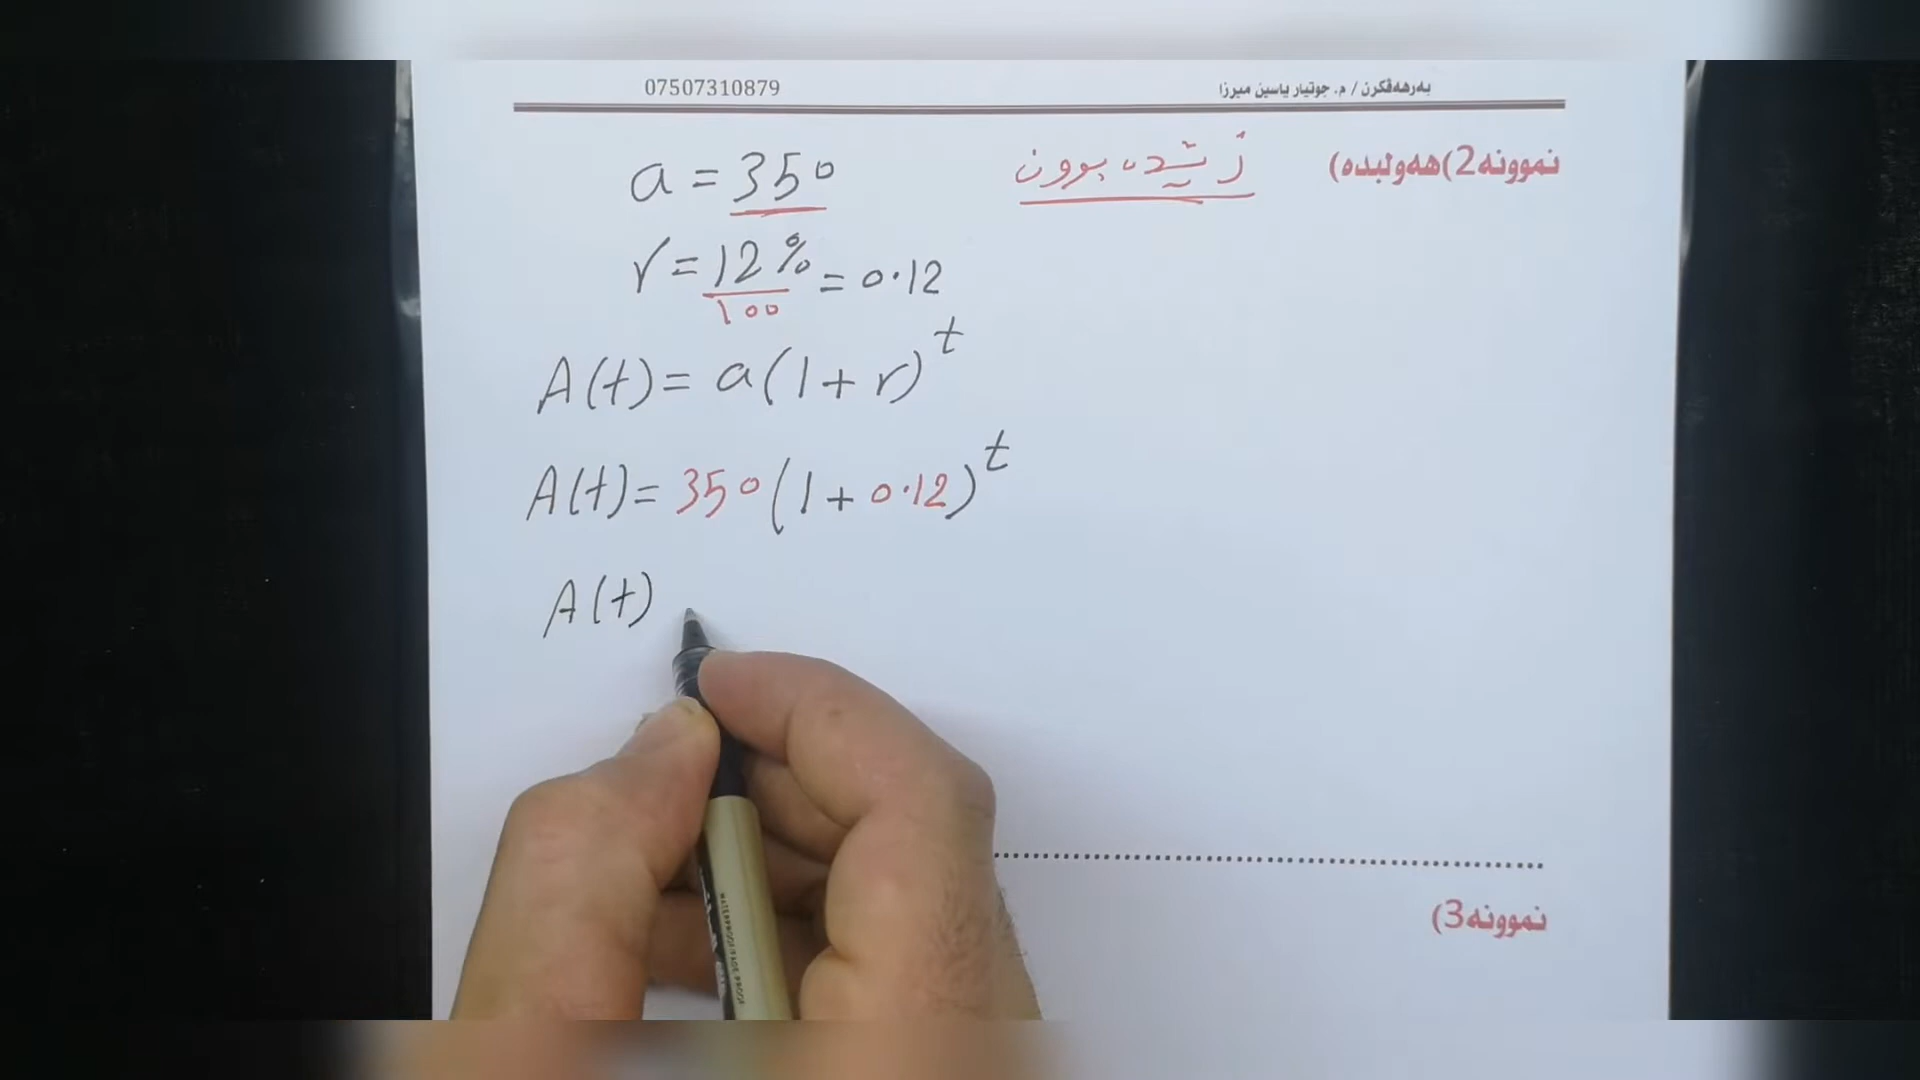 07507310879
بەرهەڤکرن / م. جوتیار یاسین میرزا
نموونە2(هەولبدە)
ژ یێدە بوون
a = 350
r = 12% / 100 = 0.12
A(t) = a(1 + r)^t
A(t) = 350(1 + 0.12)^t
A(t)
نموونە3)